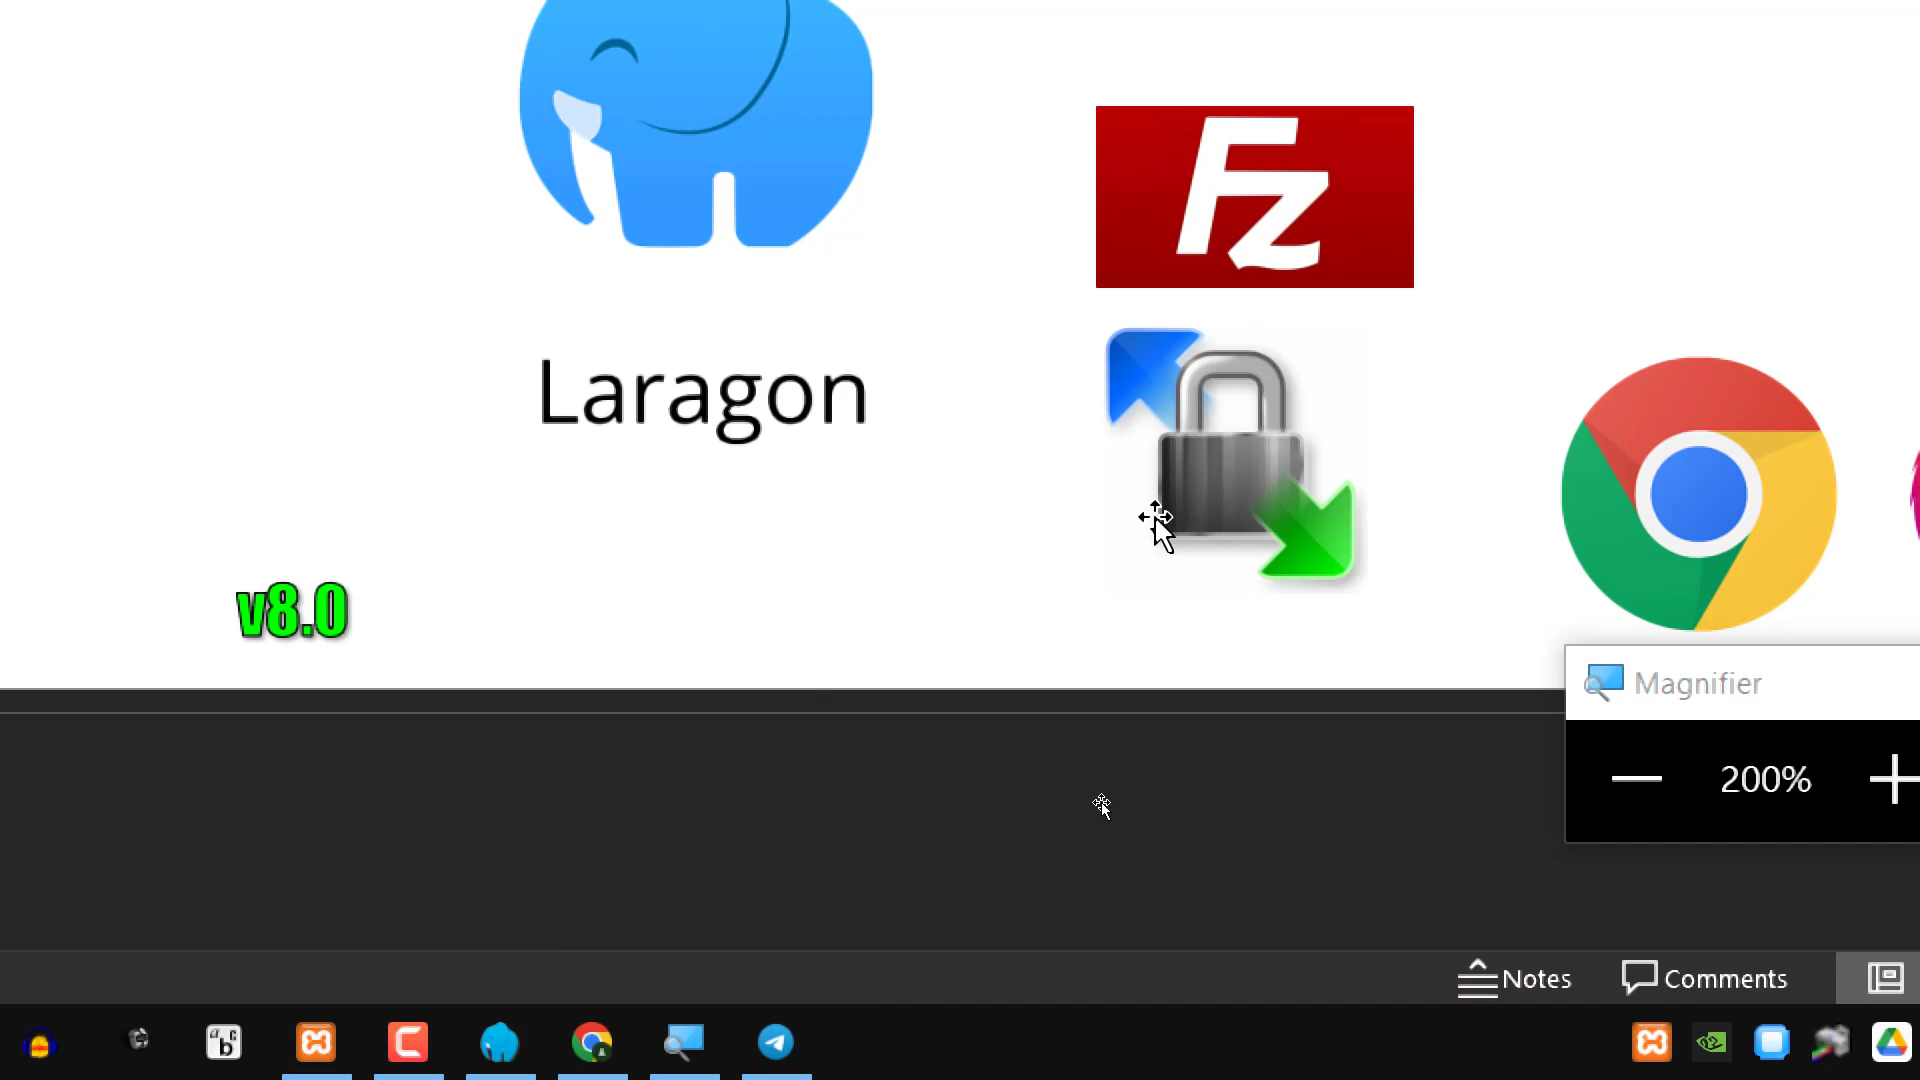 Fz
Laragon
v8.0
Magnifier
200%
Notes
Comments
a b c